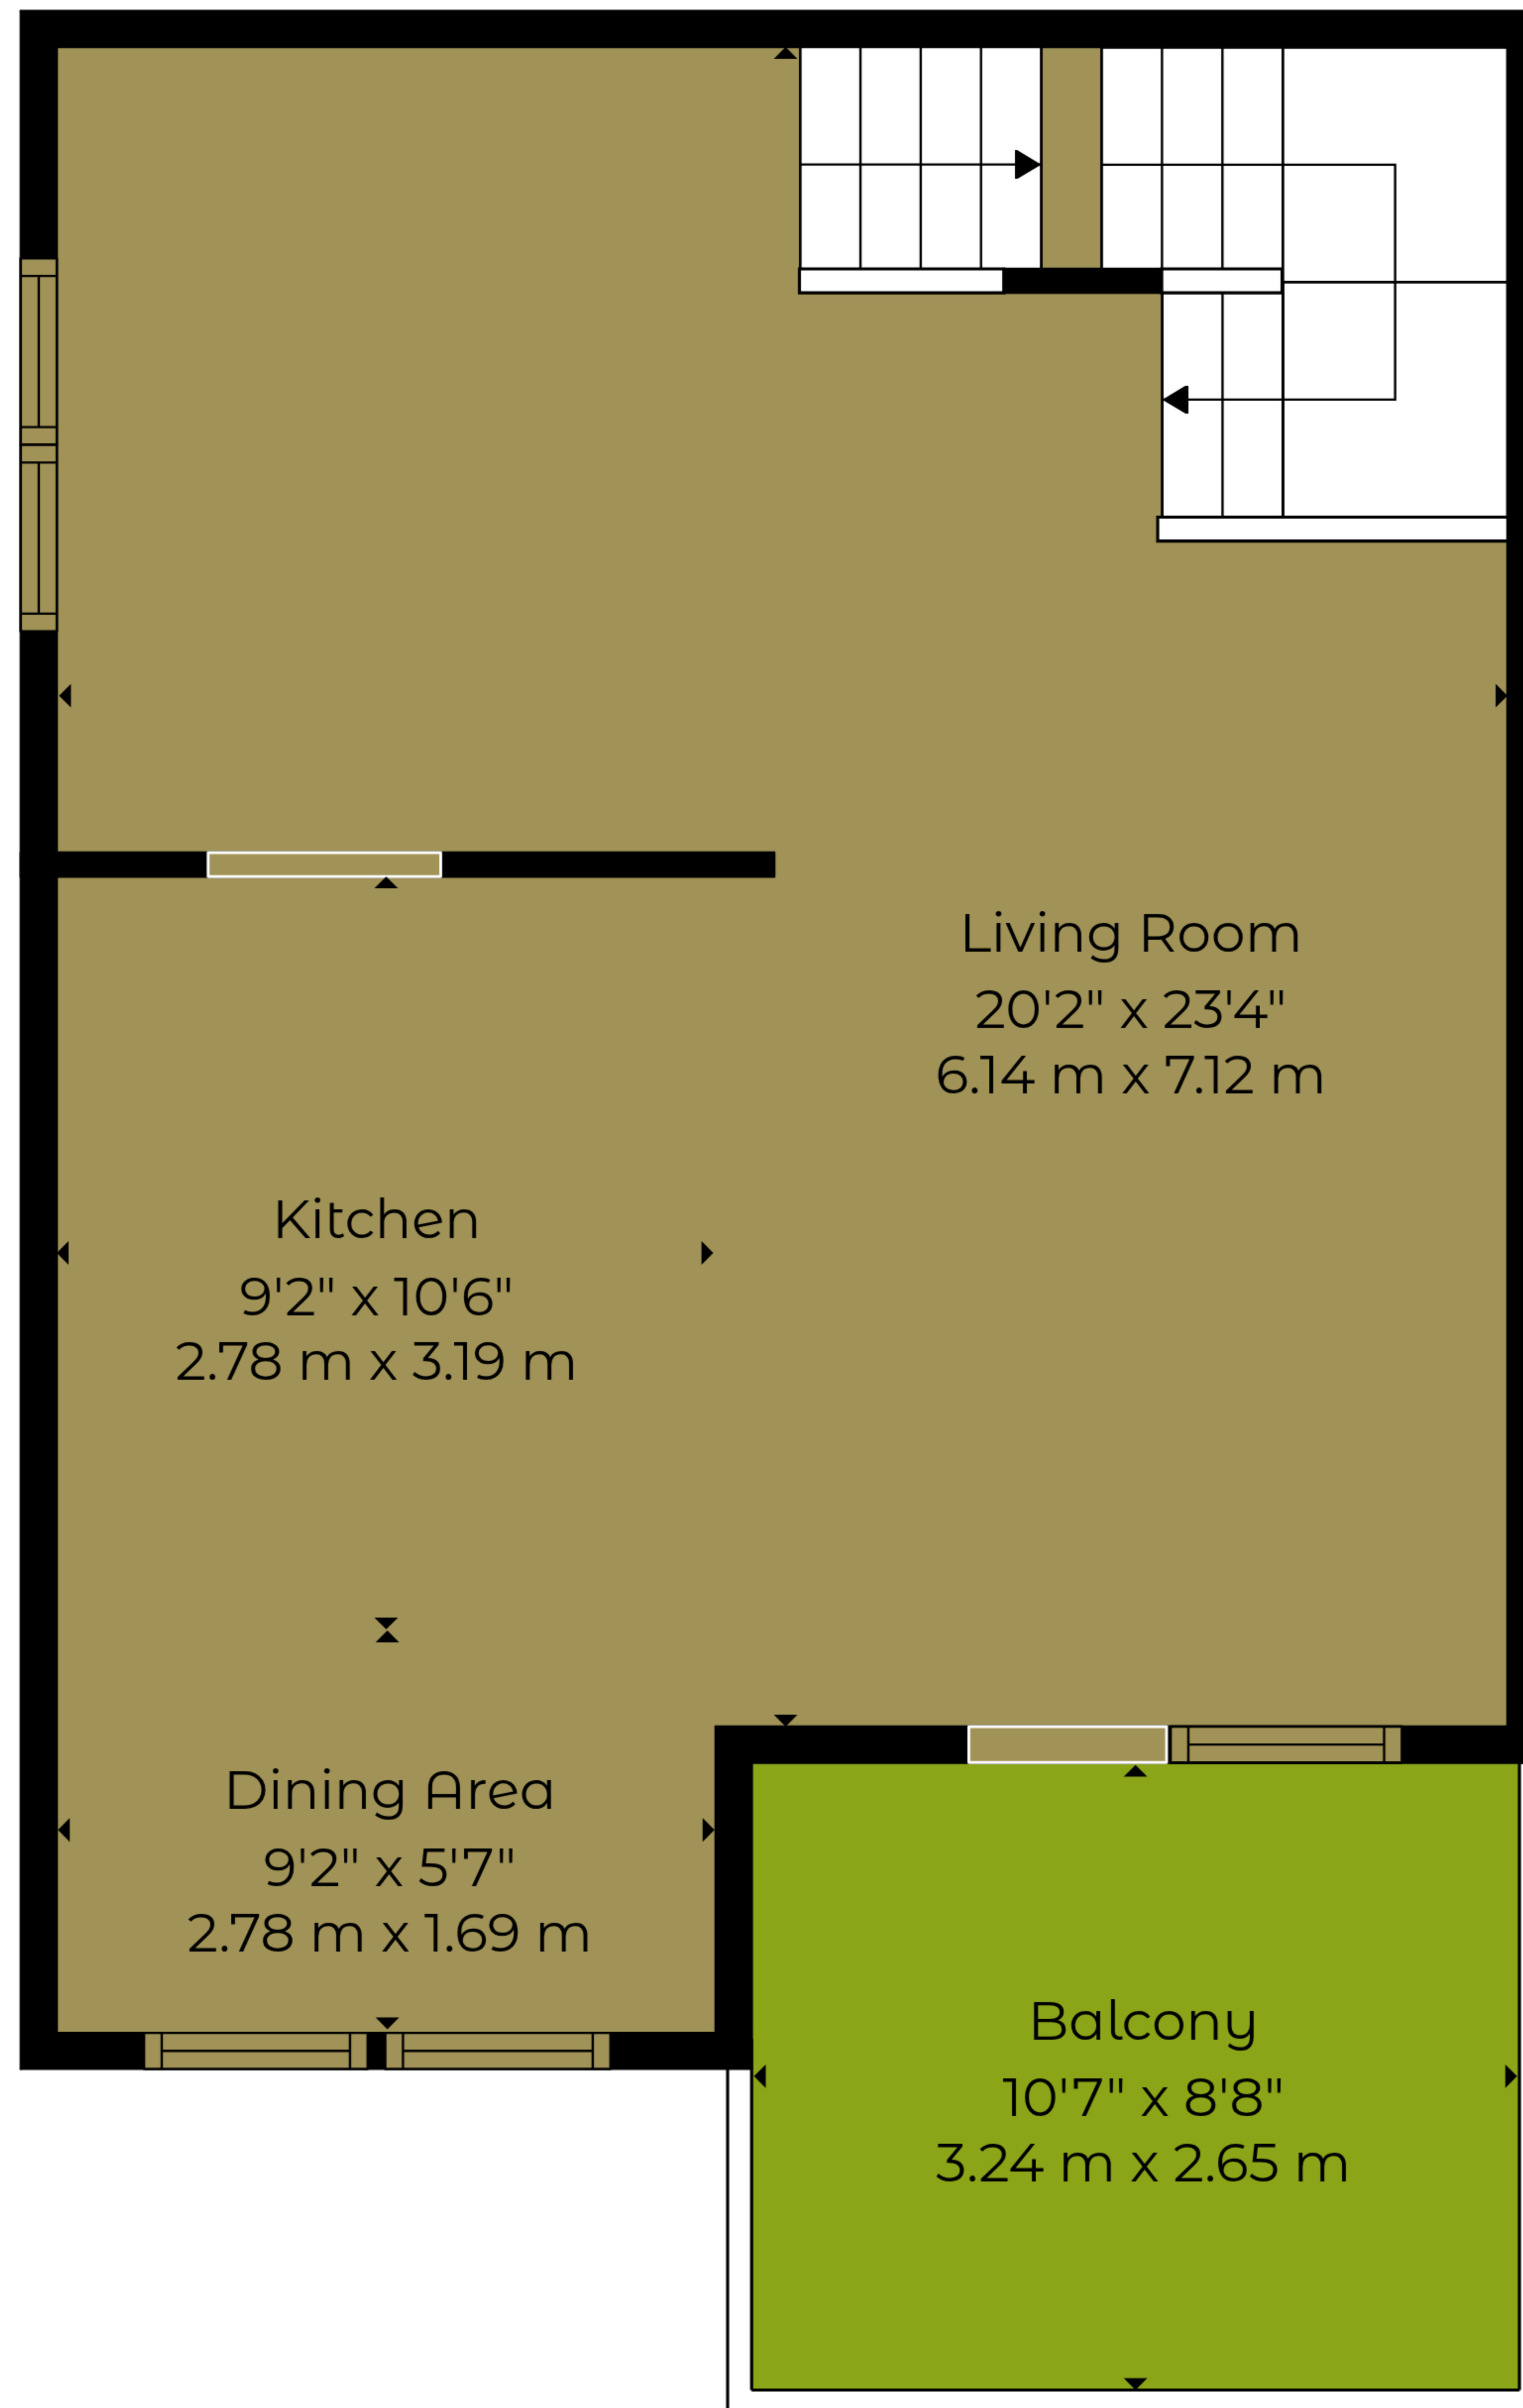 Living Room
20'2" x 23'4"
6.14 m x 7.12 m
Kitchen
9'2" x 10'6"
2.78 m x 3.19 m
Dining Area
9'2" x 5'7"
2.78 m x 1.69 m
Balcony
10'7" x 8'8"
3.24 m x 2.65 m